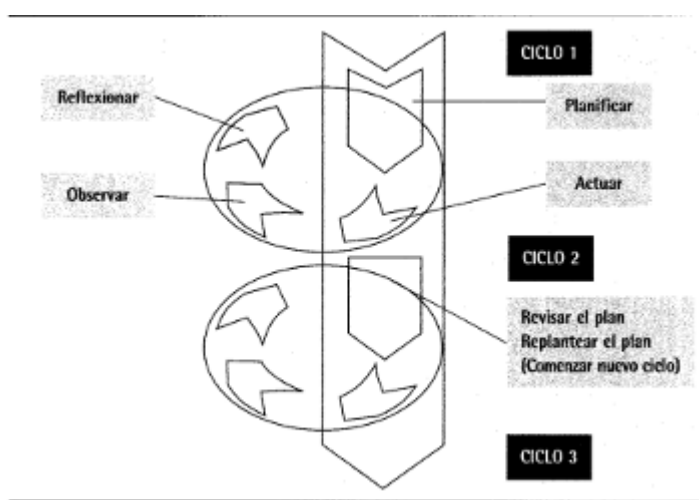 CICLO 1
Reflexionar
Planificar
Observar
Actuar
CICLO 2
Revisar el plan
Replantear el plan
(Comenzar nuevo ciclo)
CICLO 3